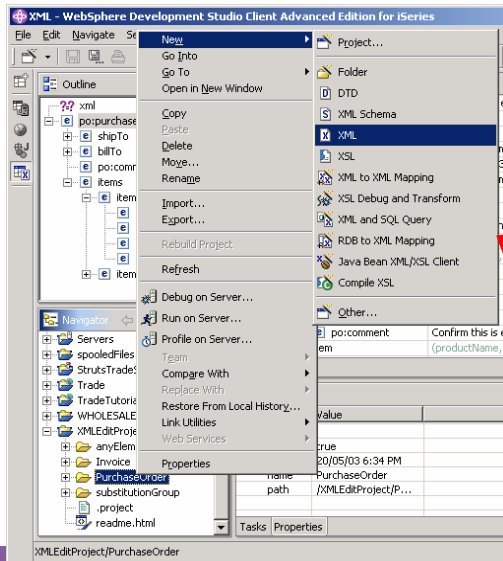 XML - WebSphere Development Studio Client Advanced Edition for iSeries
File Edit Navigate Se
Outline
?? xml
po:purchase
shipTo
billTo
po:comm
items
item
item
New
Go Into
Go To
Open in New Window
Copy
Paste
Delete
Move...
Rename
Import...
Export...
Rebuild Project
Refresh
Debug on Server...
Run on Server...
Profile on Server...
Team
Compare With
Replace With
Restore From Local History...
Link Utilities
Web Services
Properties
Project...
Folder
DTD
XML Schema
XML
XSL
XML to XML Mapping
XSL Debug and Transform
XML and SQL Query
RDB to XML Mapping
Java Bean XML/XSL Client
Compile XSL
Other...
po:comment Confirm this is e
em (productName,
Navigator
Servers
spooledFiles
StrutsTradeS
Trade
TradeTutoria
WHOLESALE
XMLEditProje
anyElem
Invoice
PurchaseOrder
substitutionGroup
.project
readme.html
Value
true
20/05/03 6:34 PM
name PurchaseOrder
path /XMLEditProject/P...
Tasks Properties
XMLEditProject/PurchaseOrder